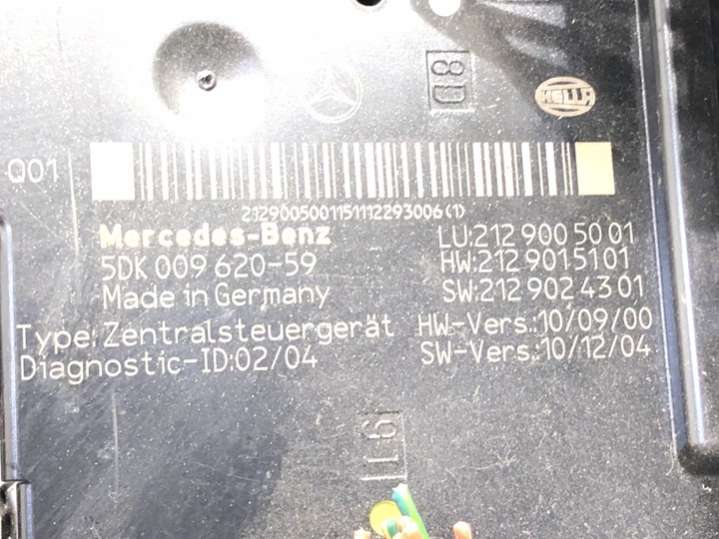 8D
HELLA
Q01
2129005001151112293006(1)
Mercedes-Benz LU:212 900 50 01
5DK 009 620-59 HW:212 901 51 01
Made in Germany SW:212 902 43 01
Type: Zentralsteuergerät HW-Vers.:10/09/00
Diagnostic-ID:02/04 SW-Vers.:10/12/04